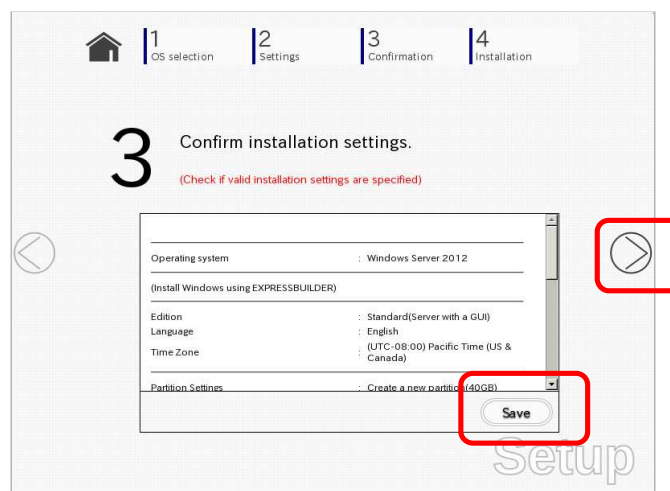 1
OS selection
2
Settings
3
Confirmation
4
Installation
3
Confirm installation settings.
(Check if valid installation settings are specified)
Operating system : Windows Server 2012
(Install Windows using EXPRESSBUILDER)
Edition : Standard(Server with a GUI)
Language : English
Time Zone : (UTC-08:00) Pacific Time (US &
Canada)
Partition Settings : Create a new partition(40GB)
Save
Setup